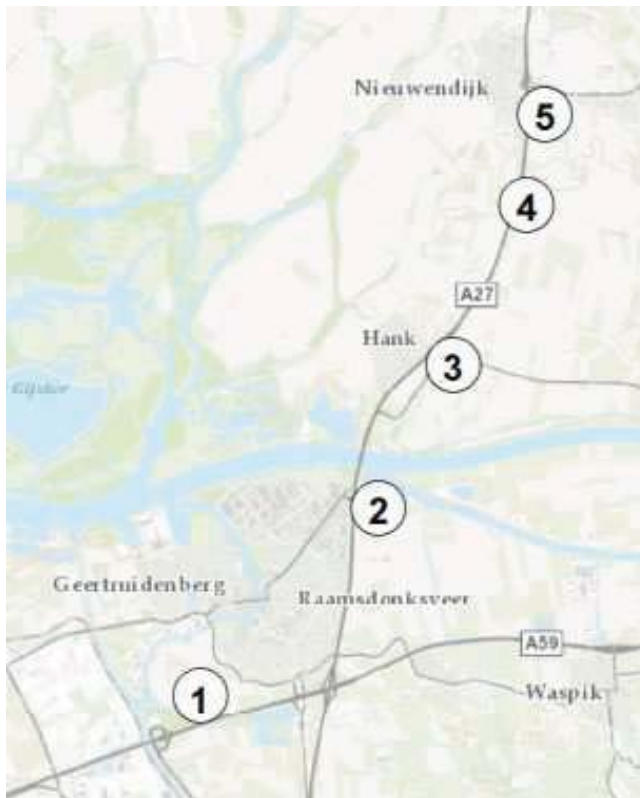 Nieuwendijk
5
4
A27
Hank
3
2
Geertruidenberg
Raamsdonksveer
A59
1
Waspik